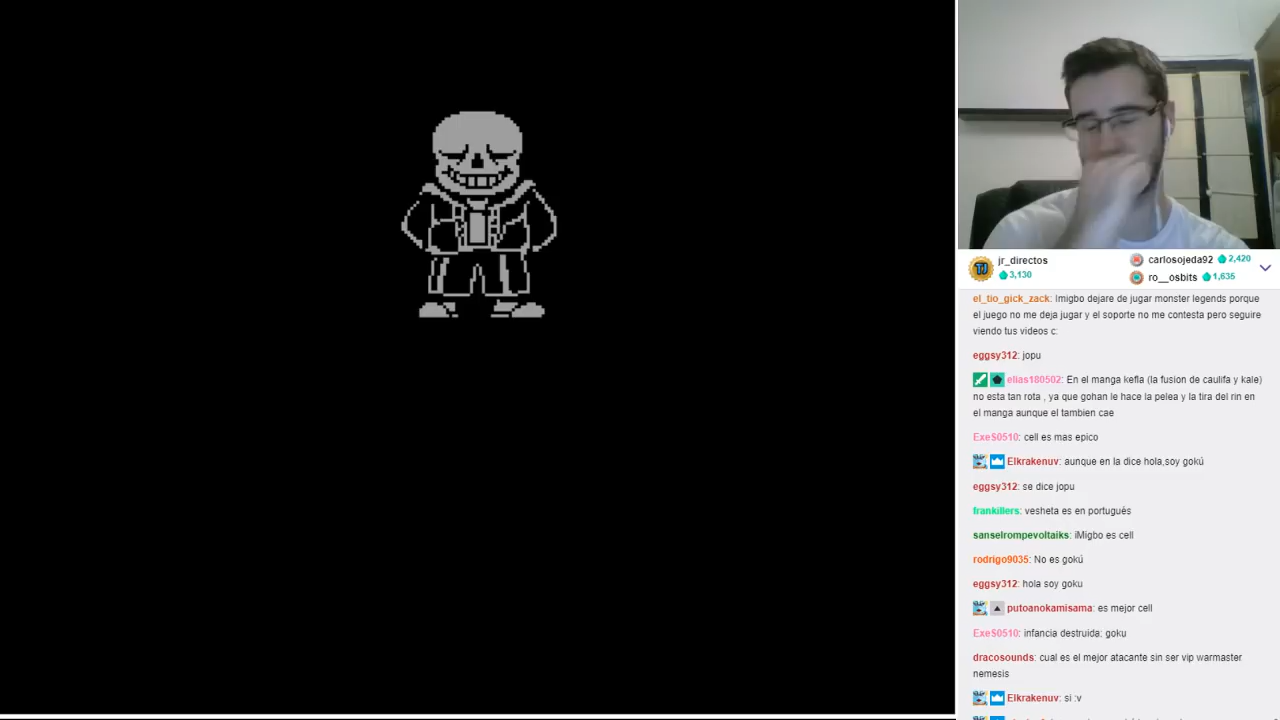 jr_directos
3,130
carlosojeda92 2,420
ro__osbits 1,635
el_tio_gick_zack: Imigbo dejare de jugar monster legends porque
el juego no me deja jugar y el soporte no me contesta pero seguire
viendo tus videos c:
eggsy312: jopu
elias180502: En el manga kefla (la fusion de caulifa y kale)
no esta tan rota , ya que gohan le hace la pelea y la tira del rin en
el manga aunque el tambien cae
ExeS0510: cell es mas epico
Elkrakenuv: aunque en la dice hola,soy gokú
eggsy312: se dice jopu
frankillers: vesheta es en portugués
sanselrompevoltaiks: iMigbo es cell
rodrigo9035: No es gokú
eggsy312: hola soy goku
putoanokamisama: es mejor cell
ExeS0510: infancia destruida; goku
dracosounds: cual es el mejor atacante sin ser vip warmaster
nemesis
Elkrakenuv: si :v